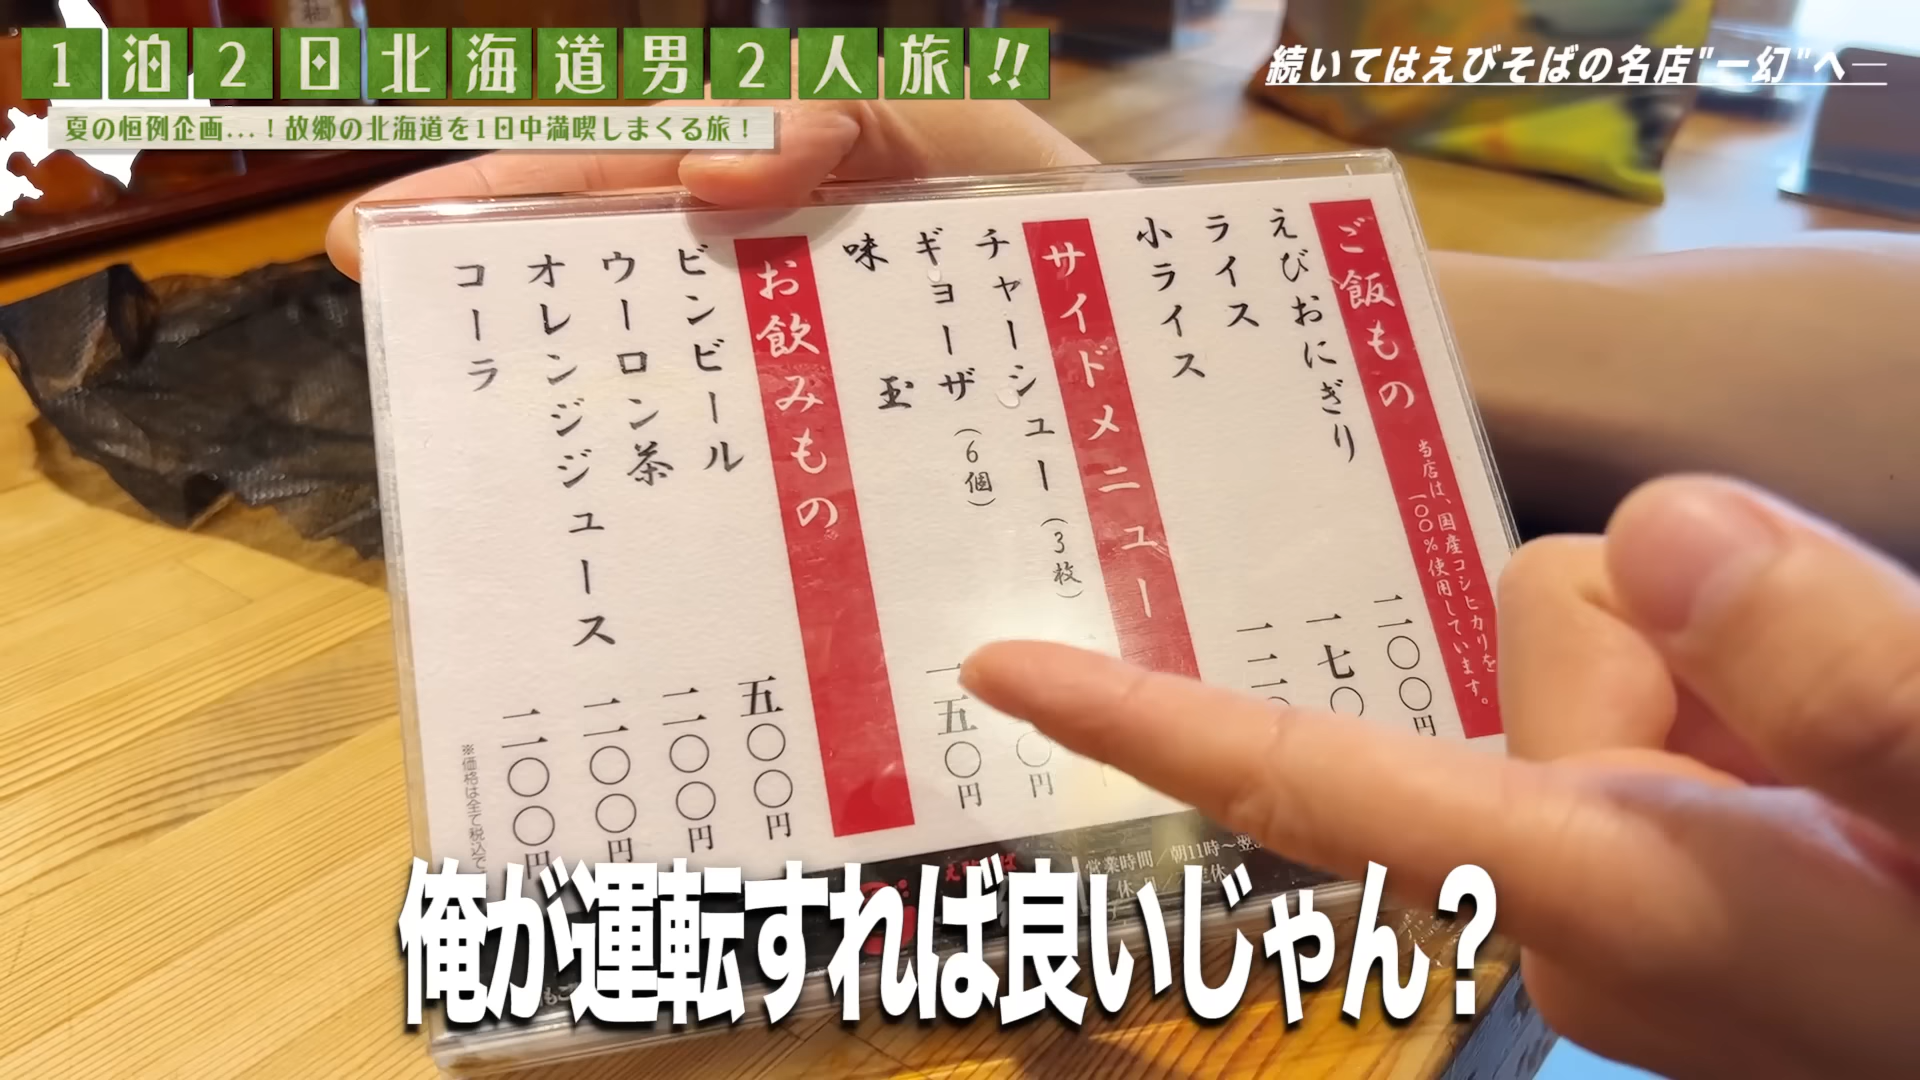 1泊2日北海道男2人旅!!
夏の恒例企画...！故郷の北海道を1日中満喫しまくる旅！
続いてはえびそばの名店"一幻"へ―
ご飯もの
当店は、国産コシヒカリを
一〇〇％使用しています。
えびおにぎり 二〇〇円
ライス 一七〇
小ライス 一二
サイドメニュー
チャーシュー（3枚）
ギョーザ（6個） 〇円
味玉 一五〇円
お飲みもの
ビンビール 五〇〇円
ウーロン茶 二〇〇円
オレンジジュース 二〇〇円
コーラ 二〇〇円
※価格は全て税込で
営業時間／朝11時～翌
俺が運転すれば良いじゃん？